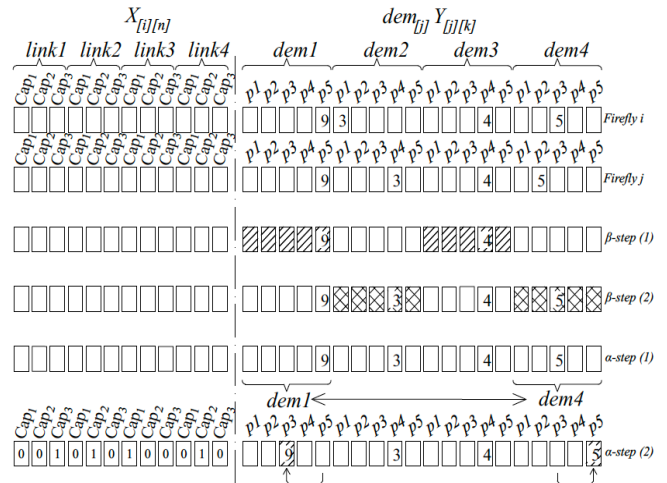 X[i][n] dem[j] Y[j][k]
link1 link2 link3 link4 dem1 dem2 dem3 dem4
Cap1 Cap2 Cap3 Cap1 Cap2 Cap3 Cap1 Cap2 Cap3 Cap1 Cap2 Cap3 p1 p2 p3 p4 p5 p1 p2 p3 p4 p5 p1 p2 p3 p4 p5 p1 p2 p3 p4 p5
9 3 4 5 Firefly i
Cap1 Cap2 Cap3 Cap1 Cap2 Cap3 Cap1 Cap2 Cap3 Cap1 Cap2 Cap3 p1 p2 p3 p4 p5 p1 p2 p3 p4 p5 p1 p2 p3 p4 p5 p1 p2 p3 p4 p5
9 3 4 5 Firefly j
9 4 β-step (1)
9 3 4 5 β-step (2)
9 3 4 5 α-step (1)
dem1 dem4
Cap1 Cap2 Cap3 Cap1 Cap2 Cap3 Cap1 Cap2 Cap3 Cap1 Cap2 Cap3 p1 p2 p3 p4 p5 p1 p2 p3 p4 p5 p1 p2 p3 p4 p5 p1 p2 p3 p4 p5
0 0 1 0 1 0 1 0 0 0 1 0 9 3 4 5 α-step (2)